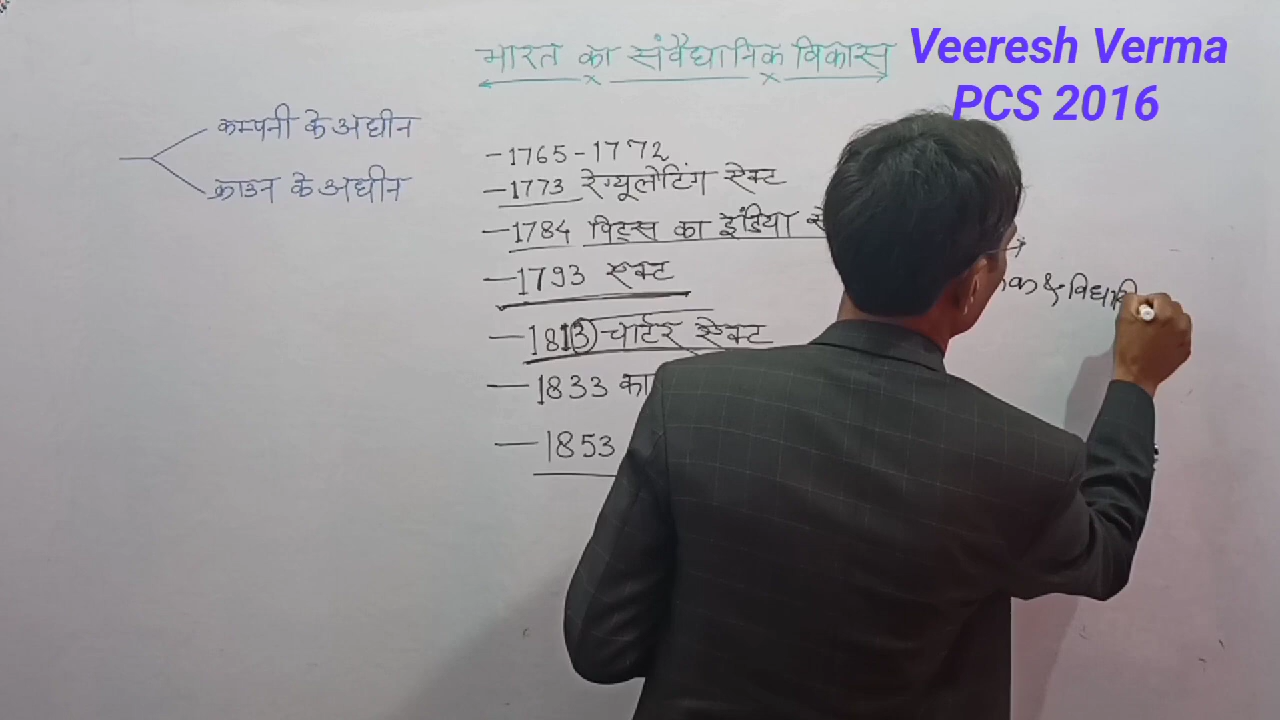 भारत का संवैधानिक विकास
Veeresh Verma
PCS 2016
कम्पनी के अधीन
क्राउन के अधीन
-1765-1772
-1773 रेग्यूलेटिंग ऐक्ट
-1784 पिट्स का इंडिया
-1793 एक्ट
-1813 चार्टर ऐक्ट
-1833 का
-1853